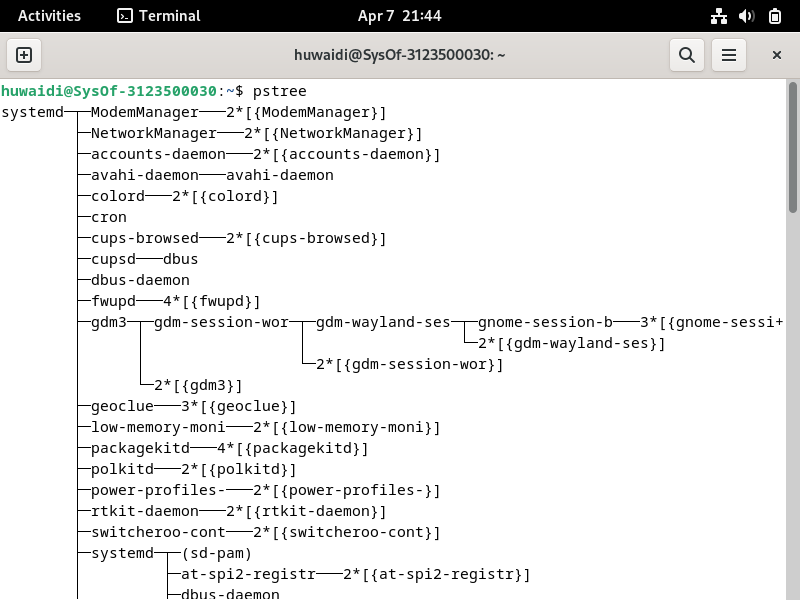 Activities Terminal Apr 7 21:44
huwaidi@SysOf-3123500030: ~
huwaidi@SysOf-3123500030:~$ pstree
systemd─┬─ModemManager───2*[{ModemManager}]
        ├─NetworkManager───2*[{NetworkManager}]
        ├─accounts-daemon───2*[{accounts-daemon}]
        ├─avahi-daemon───avahi-daemon
        ├─colord───2*[{colord}]
        ├─cron
        ├─cups-browsed───2*[{cups-browsed}]
        ├─cupsd───dbus
        ├─dbus-daemon
        ├─fwupd───4*[{fwupd}]
        ├─gdm3─┬─gdm-session-wor─┬─gdm-wayland-ses─┬─gnome-session-b───3*[{gnome-sessi+
        │      │                 │                 └─2*[{gdm-wayland-ses}]
        │      │                 └─2*[{gdm-session-wor}]
        │      └─2*[{gdm3}]
        ├─geoclue───3*[{geoclue}]
        ├─low-memory-moni───2*[{low-memory-moni}]
        ├─packagekitd───4*[{packagekitd}]
        ├─polkitd───2*[{polkitd}]
        ├─power-profiles-───2*[{power-profiles-}]
        ├─rtkit-daemon───2*[{rtkit-daemon}]
        ├─switcheroo-cont───2*[{switcheroo-cont}]
        ├─systemd─┬─(sd-pam)
        │         ├─at-spi2-registr───2*[{at-spi2-registr}]
        │         ├─dbus-daemon